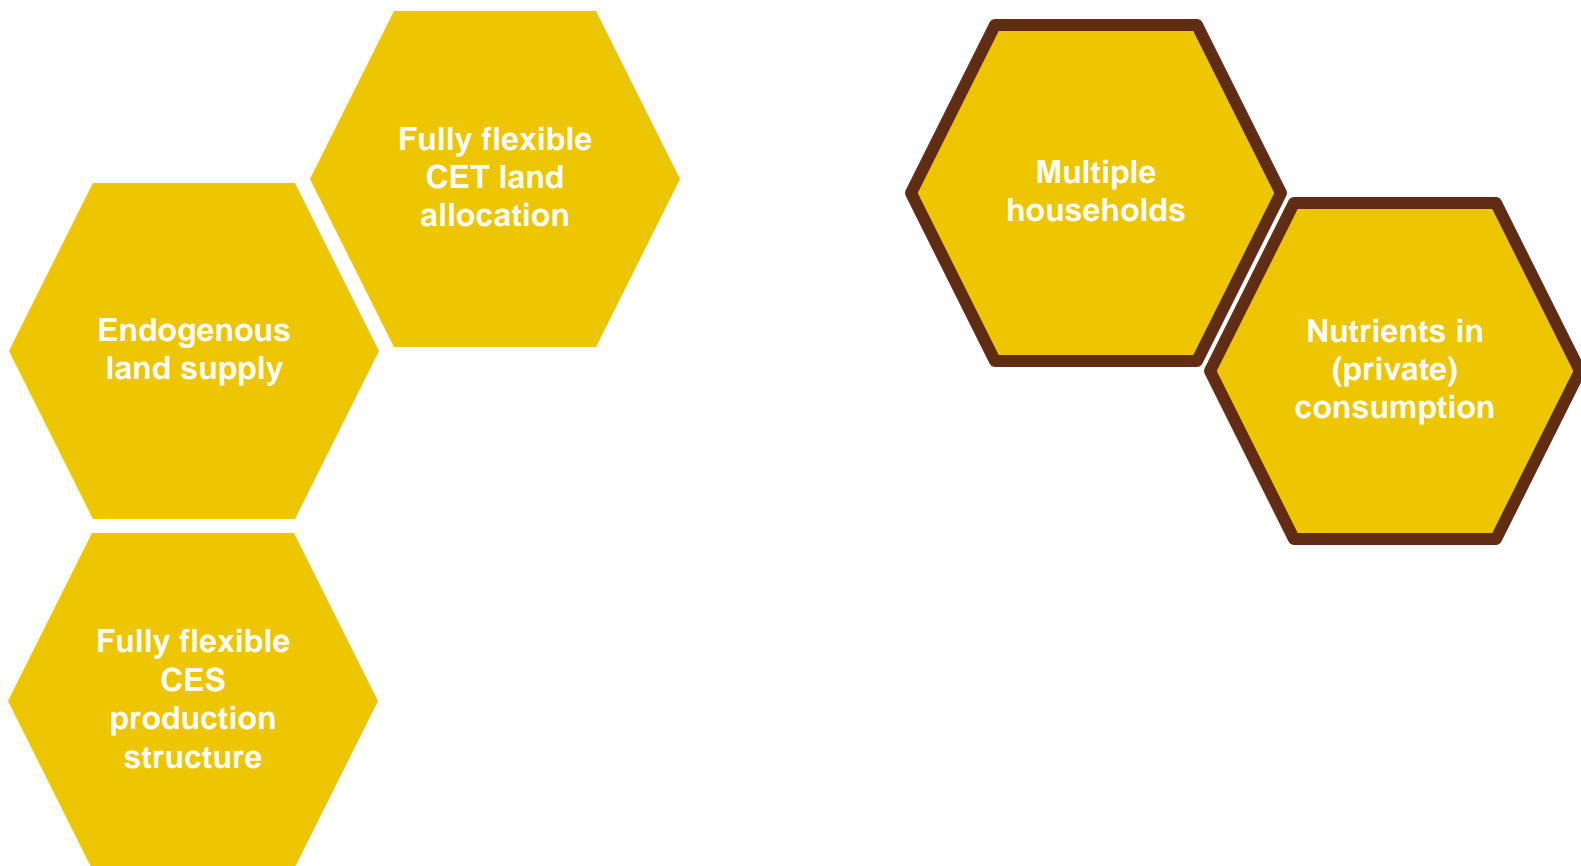 Fully flexible
CET land
allocation
Multiple
households
Endogenous
land supply
Nutrients in
(private)
consumption
Fully flexible
CES
production
structure